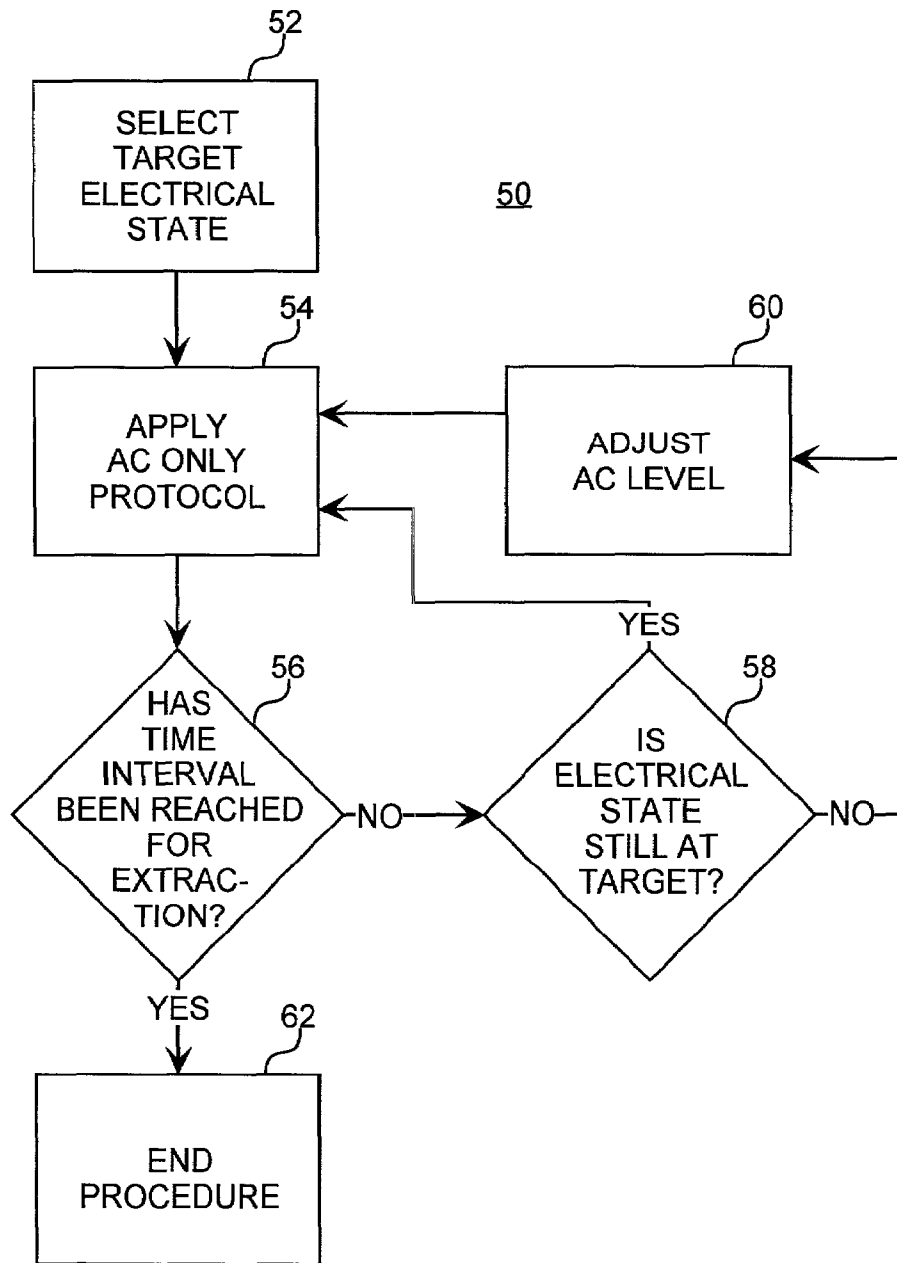 52
SELECT
TARGET
ELECTRICAL
STATE
50
54
APPLY
AC ONLY
PROTOCOL
60
ADJUST
AC LEVEL
56
HAS
TIME
INTERVAL
BEEN REACHED
FOR
EXTRAC-
TION?
NO
YES
58
IS
ELECTRICAL
STATE
STILL AT
TARGET?
NO
YES
62
END
PROCEDURE